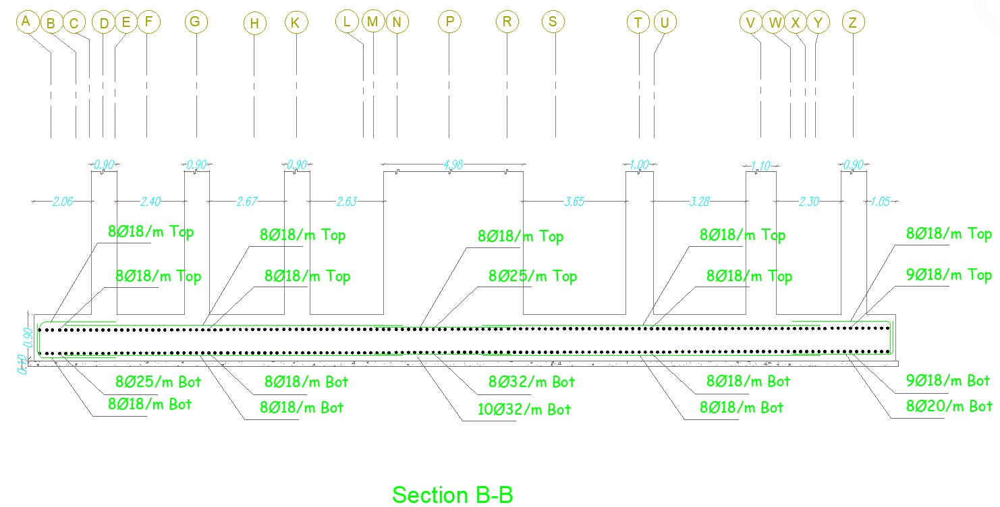 A B C D E F G H K L M N P R S T U V W X Y Z
0.90 0.90 0.90 4.98 1.00 1.10 0.90
2.06 2.40 2.67 2.63 3.65 3.28 2.30 1.05
8Ø18/m Top 8Ø18/m Top 8Ø18/m Top 8Ø18/m Top 8Ø18/m Top
8Ø18/m Top 8Ø18/m Top 8Ø25/m Top 8Ø18/m Top 9Ø18/m Top
0.90
0.10
8Ø25/m Bot 8Ø18/m Bot 8Ø32/m Bot 8Ø18/m Bot 9Ø18/m Bot
8Ø18/m Bot 8Ø18/m Bot 10Ø32/m Bot 8Ø18/m Bot 8Ø20/m Bot
Section B-B